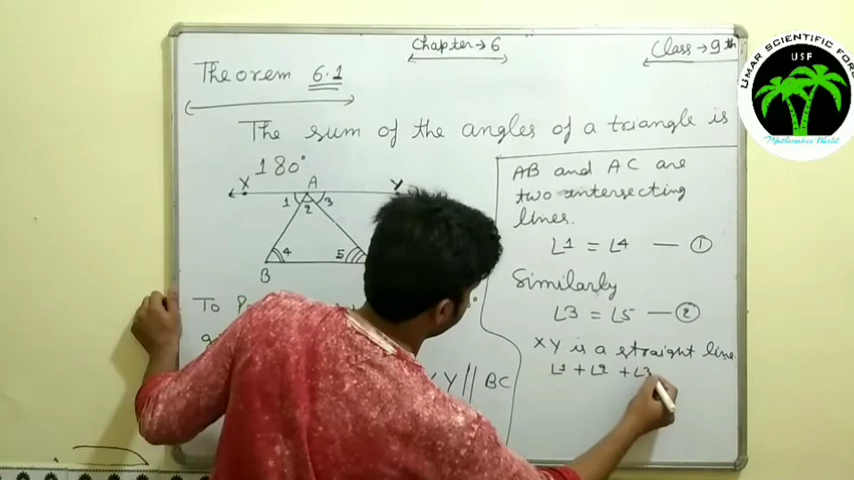 Chapter → 6
Class → 9th
Theorem 6.1
The sum of the angles of a triangle is
180°
X A Y
1 2 3
4 5
B
To
XY || BC
AB and AC are
two intersecting
lines.
∠1 = ∠4 — ①
Similarly
∠3 = ∠5 — ②
XY is a straight line.
∠1 + ∠2 + ∠3
UMAR SCIENTIFIC FOR
USF
Mathematics World